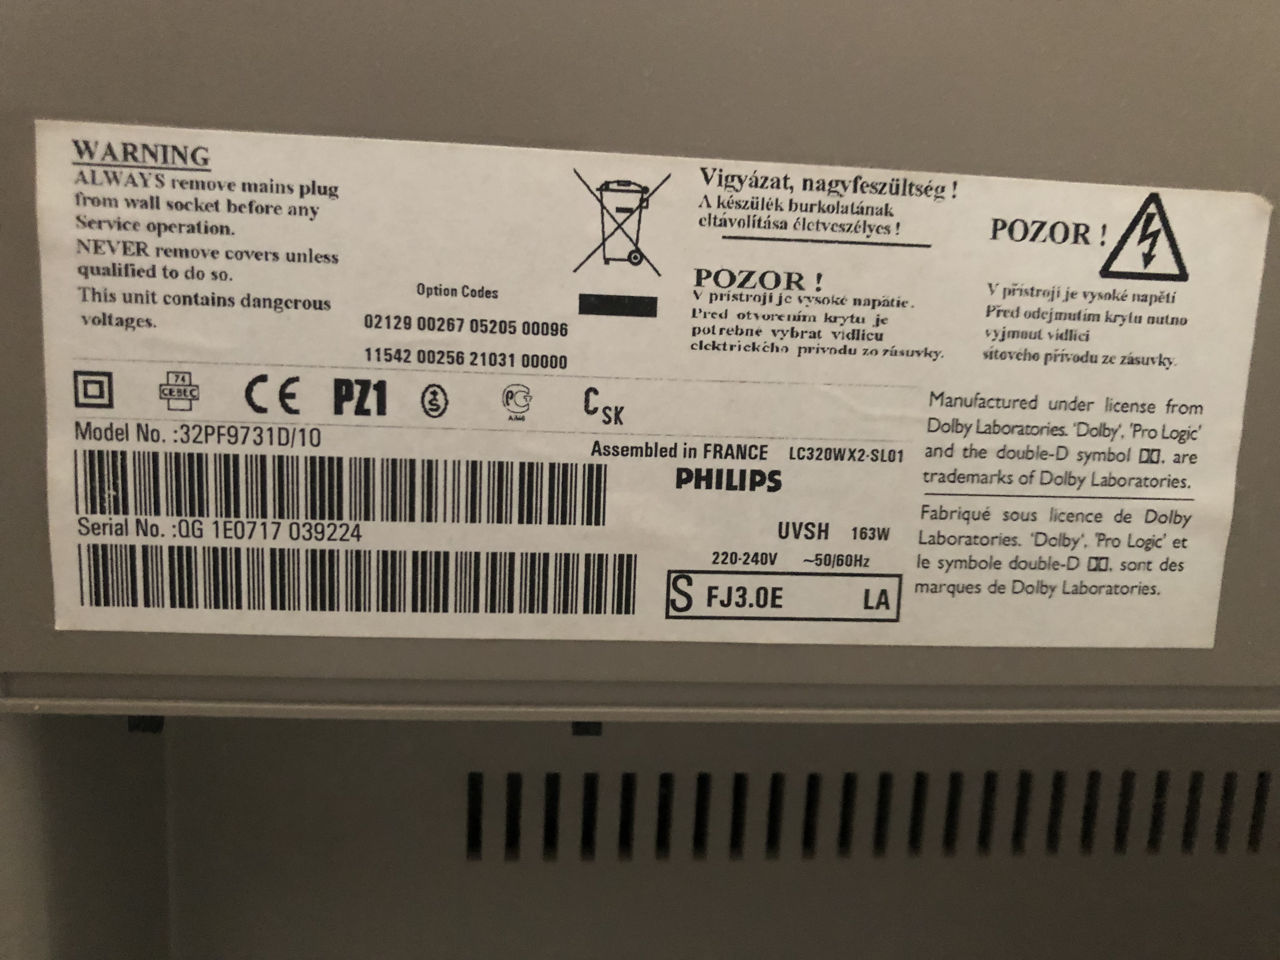 WARNING
ALWAYS remove mains plug
from wall socket before any
Service operation.
NEVER remove covers unless
qualified to do so.
This unit contains dangerous
voltages.
Option Codes
02129 00267 05205 00096
11542 00256 21031 00000
Vigyázat, nagyfeszültség !
A készülék burkolatának
eltávolítása életveszélyes !
POZOR !
V prístroji je vysoké napätie.
Pred otvorením krytu je
potrebné vybrat vidlicu
elektrického prívodu zo zásuvky.
POZOR !
V přístroji je vysoké napětí
Před odejmutím krytu nutno
vyjmout vidlici
síťového přívodu ze zásuvky.
74
CEBEC
CE PZ1 S
PC
CSK
Model No. :32PF9731D/10
Serial No. :QG 1E0717 039224
Assembled in FRANCE LC320WX2-SL01
PHILIPS
UVSH 163W
220-240V ~50/60Hz
S FJ3.0E LA
Manufactured under license from
Dolby Laboratories. 'Dolby', 'Pro Logic'
and the double-D symbol , are
trademarks of Dolby Laboratories.
Fabriqué sous licence de Dolby
Laboratories. 'Dolby', 'Pro Logic' et
le symbole double-D , sont des
marques de Dolby Laboratories.